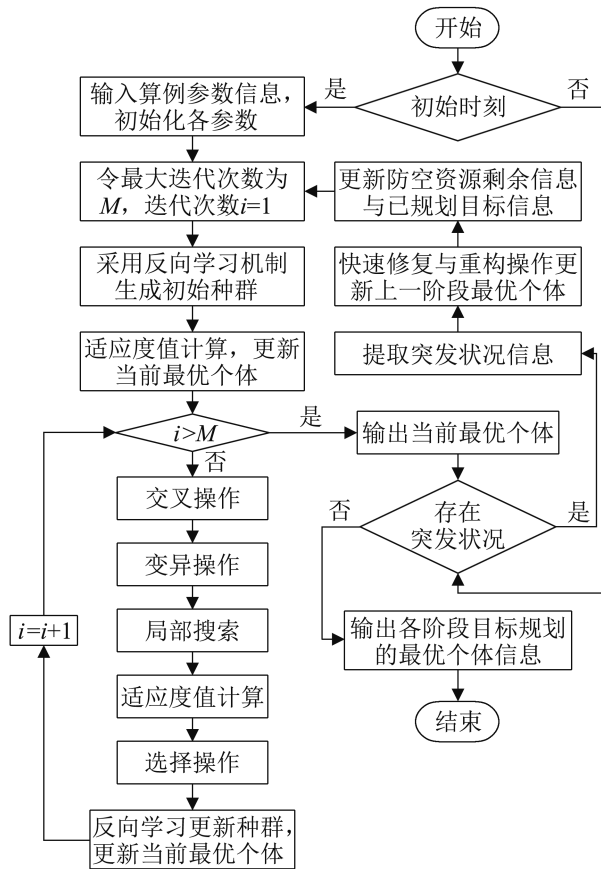 开始
初始时刻
是
否
输入算例参数信息，
初始化各参数
令最大迭代次数为
M，迭代次数i=1
采用反向学习机制
生成初始种群
适应度值计算，更新
当前最优个体
i>M
是
否
交叉操作
变异操作
局部搜索
适应度值计算
选择操作
反向学习更新种群，
更新当前最优个体
i=i+1
更新防空资源剩余信息
与已规划目标信息
快速修复与重构操作更
新上一阶段最优个体
提取突发状况信息
输出当前最优个体
存在
突发状况
否
是
输出各阶段目标规划
的最优个体信息
结束